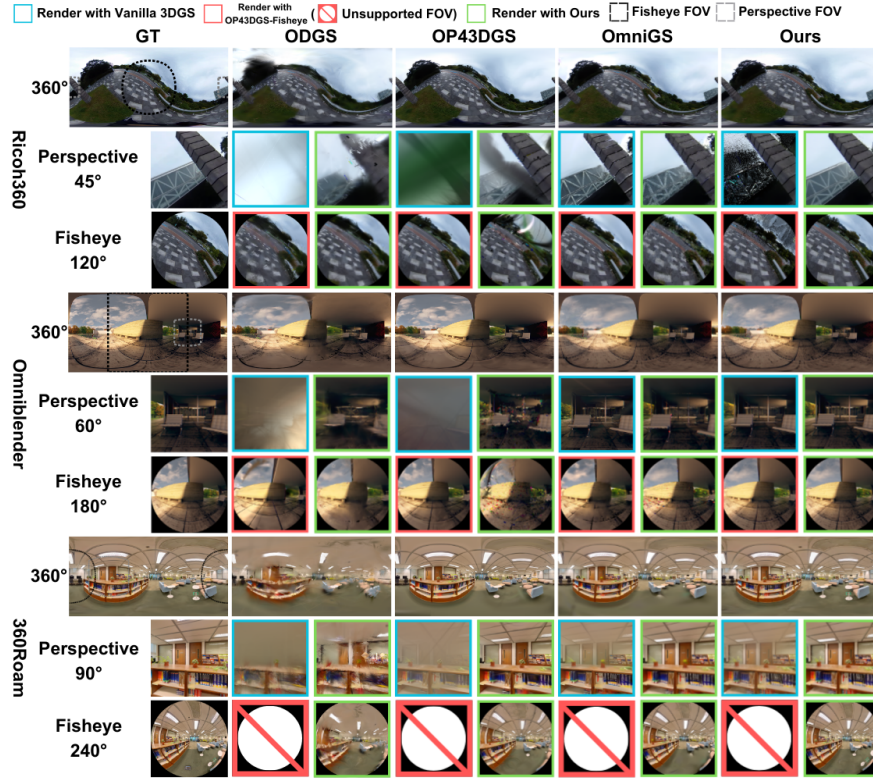 Render with Vanilla 3DGS
Render with
OP43DGS-Fisheye
(
Unsupported FOV)
Render with Ours
Fisheye FOV
Perspective FOV
GT ODGS OP43DGS OmniGS Ours
Ricoh360
360°
Perspective
45°
Fisheye
120°
Omniblender
360°
Perspective
60°
Fisheye
180°
360Roam
360°
Perspective
90°
Fisheye
240°